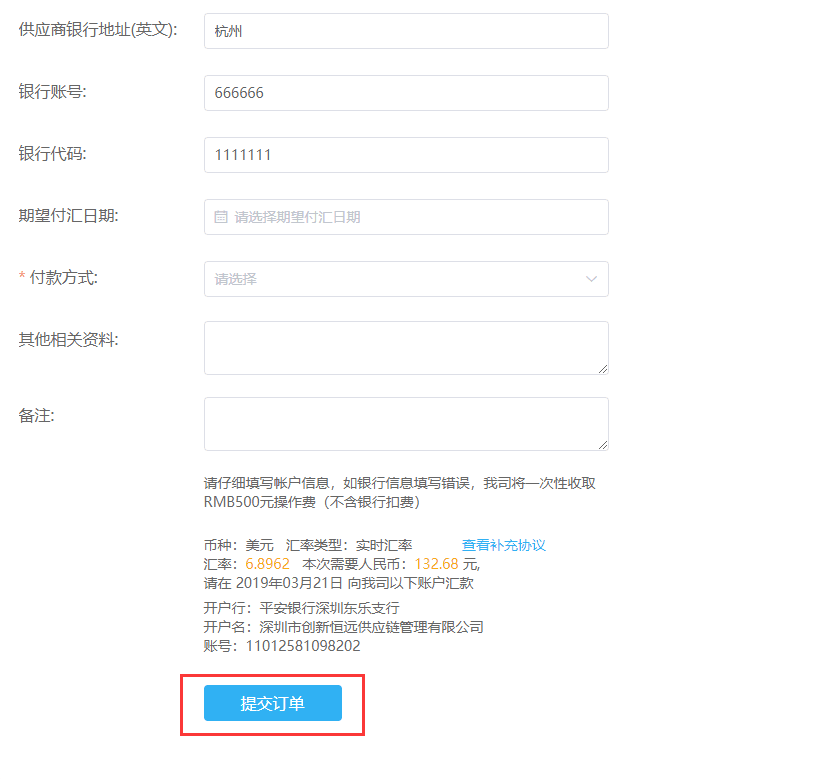 供应商银行地址(英文): 杭州
银行账号: 666666
银行代码: 1111111
期望付汇日期: 请选择期望付汇日期
* 付款方式: 请选择
其他相关资料:
备注:
请仔细填写帐户信息，如银行信息填写错误，我司将一次性收取
RMB500元操作费（不含银行扣费）
币种：美元 汇率类型：实时汇率 查看补充协议
汇率：6.8962 本次需要人民币：132.68 元,
请在 2019年03月21日 向我司以下账户汇款
开户行：平安银行深圳东乐支行
开户名：深圳市创新恒远供应链管理有限公司
账号：11012581098202
提交订单